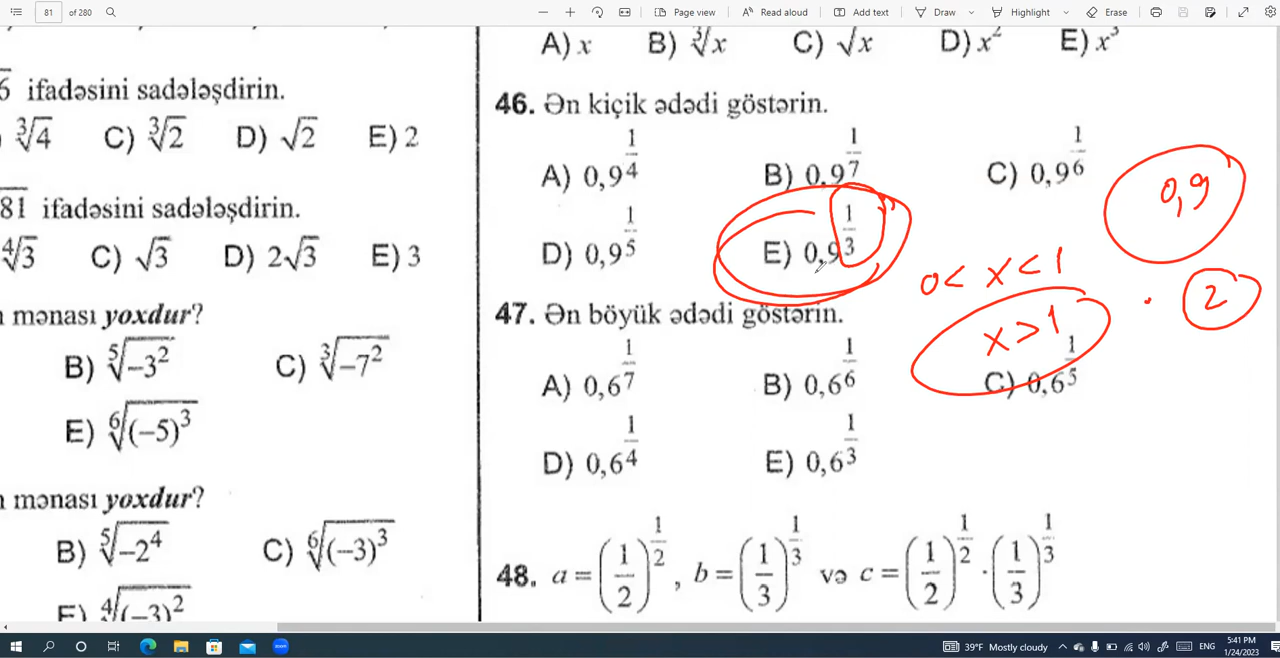 81 of 280 Page view Read aloud Add text Draw Highlight Erase
6 ifadəsini sadələşdirin.
∛4 C) ∛2 D) √2 E) 2
81 ifadəsini sadələşdirin.
∜3 C) √3 D) 2√3 E) 3
mənası yoxdur?
B) ⁵√−3² C) ³√−7²
E) ⁶√(−5)³
mənası yoxdur?
B) ⁵√−2⁴ C) ⁶√(−3)³
E) ⁴√(−3)²
A) x B) ∛x C) √x D) x² E) x³
46. Ən kiçik ədədi göstərin.
A) 0,9^(1/4) B) 0,9^(1/7) C) 0,9^(1/6)
D) 0,9^(1/5) E) 0,9^(1/3)
0,9
0 < x < 1
x > 1
2
47. Ən böyük ədədi göstərin.
A) 0,6^(1/7) B) 0,6^(1/6) C) 0,6^(1/5)
D) 0,6^(1/4) E) 0,6^(1/3)
48. a = (1/2)^(1/2), b = (1/3)^(1/3) və c = (1/2)^(1/2) · (1/3)^(1/3)
39°F Mostly cloudy ENG 5:41 PM
1/24/2023